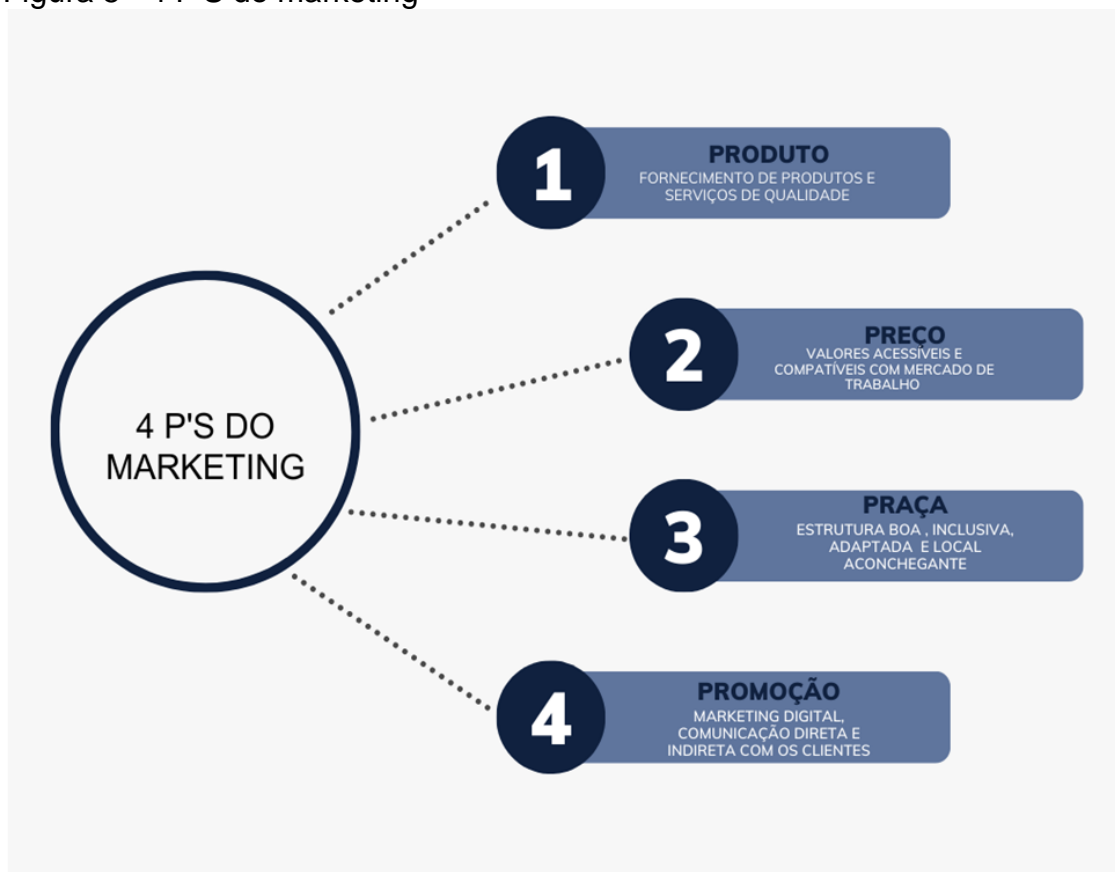 4 P'S DO
MARKETING
1
PRODUTO
FORNECIMENTO DE PRODUTOS E
SERVIÇOS DE QUALIDADE
2
PREÇO
VALORES ACESSÍVEIS E
COMPATÍVEIS COM MERCADO DE
TRABALHO
3
PRAÇA
ESTRUTURA BOA , INCLUSIVA,
ADAPTADA E LOCAL
ACONCHEGANTE
4
PROMOÇÃO
MARKETING DIGITAL,
COMUNICAÇÃO DIRETA E
INDIRETA COM OS CLIENTES